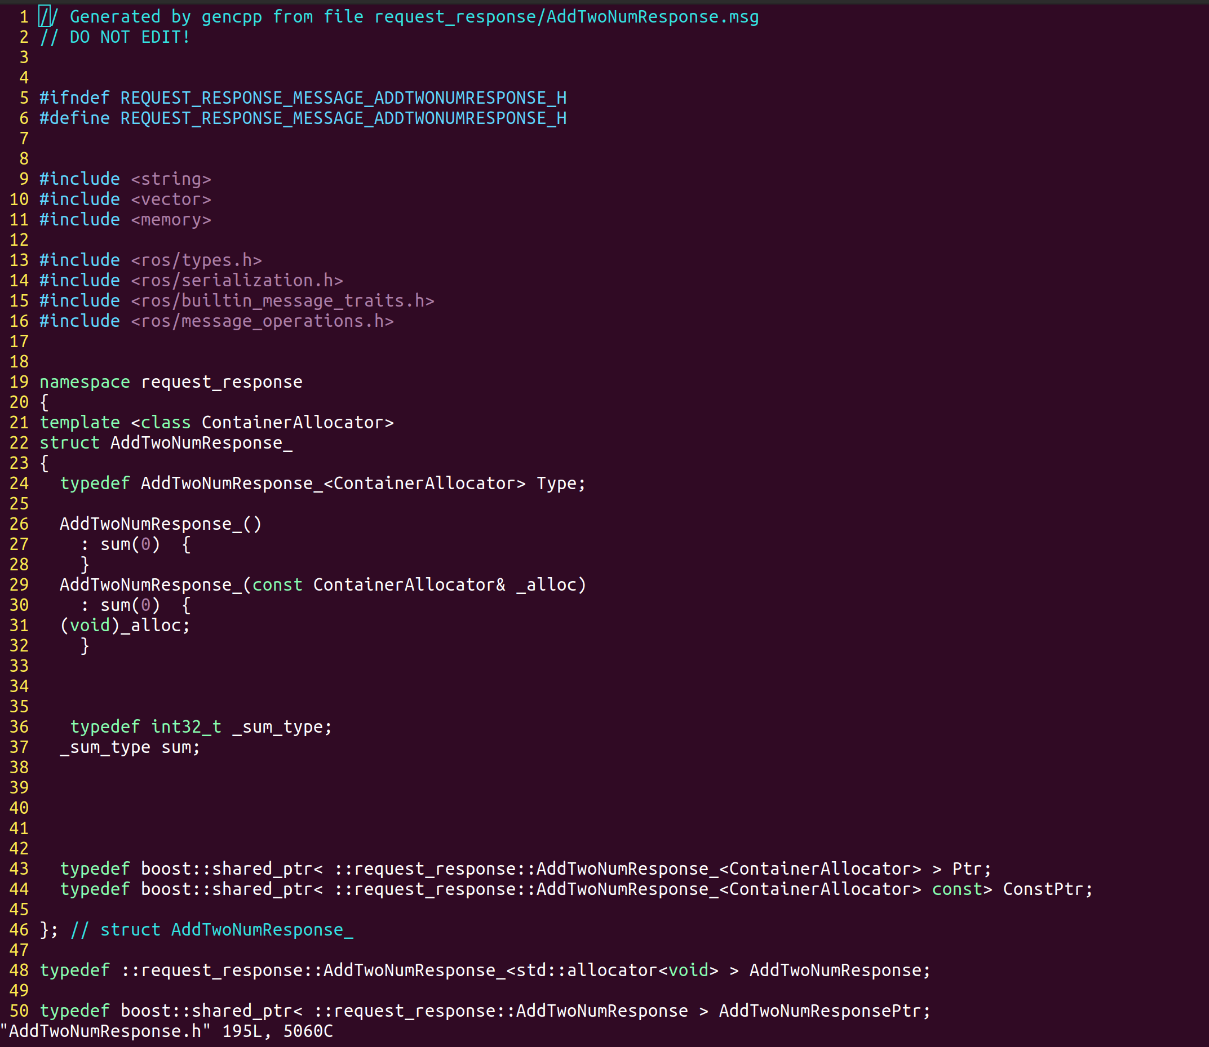 1 // Generated by gencpp from file request_response/AddTwoNumResponse.msg
2 // DO NOT EDIT!
3
4
5 #ifndef REQUEST_RESPONSE_MESSAGE_ADDTWONUMRESPONSE_H
6 #define REQUEST_RESPONSE_MESSAGE_ADDTWONUMRESPONSE_H
7
8
9 #include <string>
10 #include <vector>
11 #include <memory>
12
13 #include <ros/types.h>
14 #include <ros/serialization.h>
15 #include <ros/builtin_message_traits.h>
16 #include <ros/message_operations.h>
17
18
19 namespace request_response
20 {
21 template <class ContainerAllocator>
22 struct AddTwoNumResponse_
23 {
24   typedef AddTwoNumResponse_<ContainerAllocator> Type;
25
26   AddTwoNumResponse_()
27     : sum(0)  {
28     }
29   AddTwoNumResponse_(const ContainerAllocator& _alloc)
30     : sum(0)  {
31   (void)_alloc;
32     }
33
34
35
36    typedef int32_t _sum_type;
37   _sum_type sum;
38
39
40
41
42
43   typedef boost::shared_ptr< ::request_response::AddTwoNumResponse_<ContainerAllocator> > Ptr;
44   typedef boost::shared_ptr< ::request_response::AddTwoNumResponse_<ContainerAllocator> const> ConstPtr;
45
46 }; // struct AddTwoNumResponse_
47
48 typedef ::request_response::AddTwoNumResponse_<std::allocator<void> > AddTwoNumResponse;
49
50 typedef boost::shared_ptr< ::request_response::AddTwoNumResponse > AddTwoNumResponsePtr;
"AddTwoNumResponse.h" 195L, 5060C